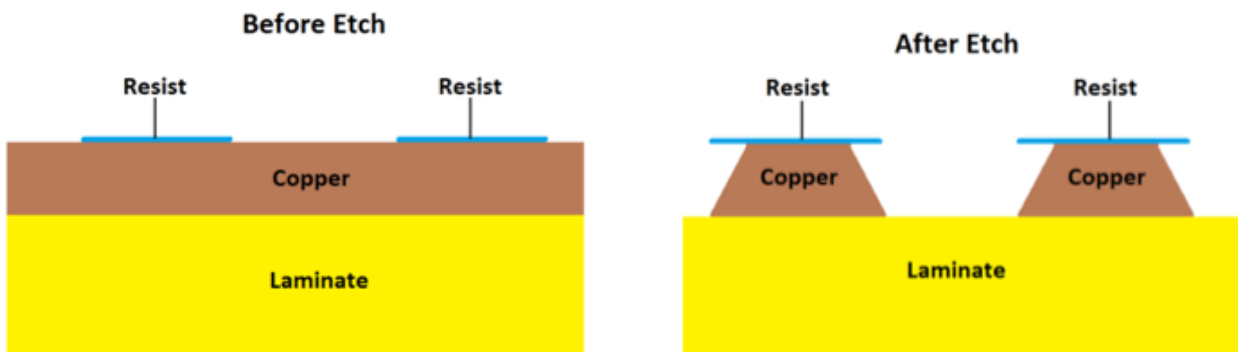 Before Etch
Resist
Resist
Copper
Laminate
After Etch
Resist
Resist
Copper
Copper
Laminate